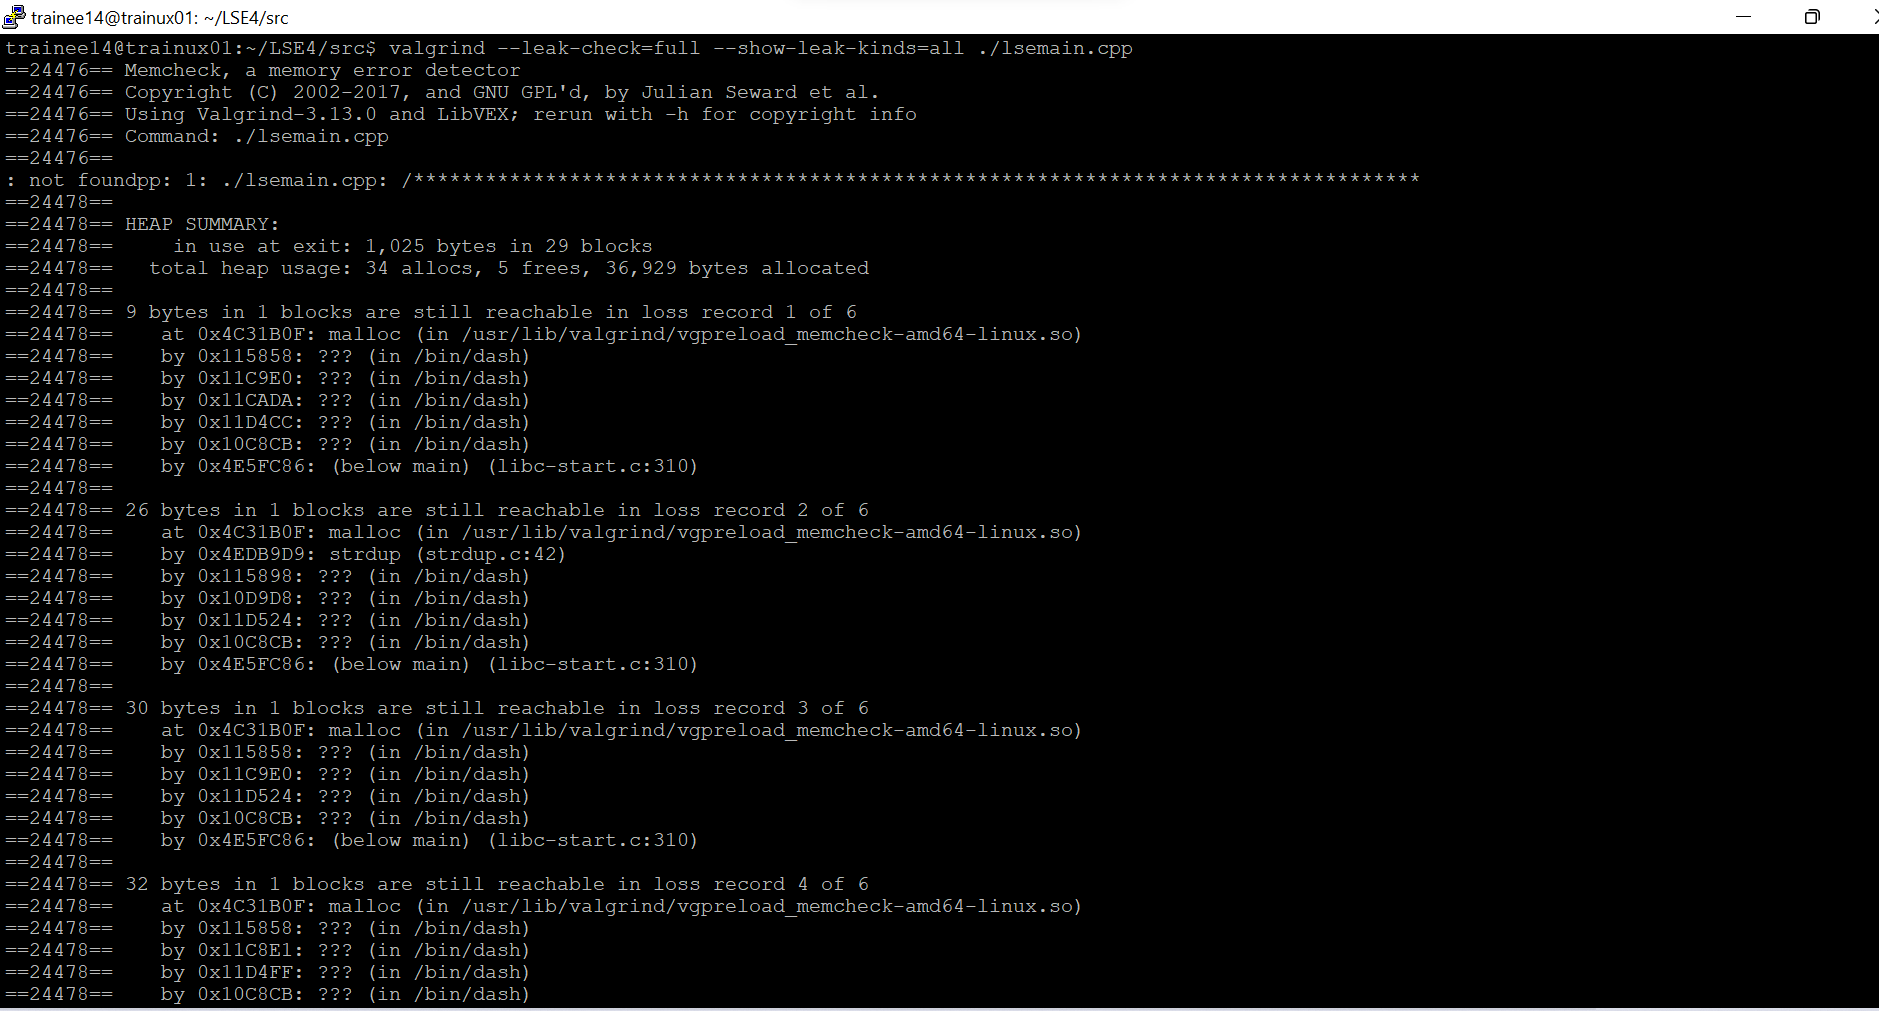 trainee14@trainux01: ~/LSE4/src
trainee14@trainux01:~/LSE4/src$ valgrind --leak-check=full --show-leak-kinds=all ./lsemain.cpp
==24476== Memcheck, a memory error detector
==24476== Copyright (C) 2002-2017, and GNU GPL'd, by Julian Seward et al.
==24476== Using Valgrind-3.13.0 and LibVEX; rerun with -h for copyright info
==24476== Command: ./lsemain.cpp
==24476==
: not foundpp: 1: ./lsemain.cpp: /************************************************************************************
==24478==
==24478== HEAP SUMMARY:
==24478==     in use at exit: 1,025 bytes in 29 blocks
==24478==   total heap usage: 34 allocs, 5 frees, 36,929 bytes allocated
==24478==
==24478== 9 bytes in 1 blocks are still reachable in loss record 1 of 6
==24478==    at 0x4C31B0F: malloc (in /usr/lib/valgrind/vgpreload_memcheck-amd64-linux.so)
==24478==    by 0x115858: ??? (in /bin/dash)
==24478==    by 0x11C9E0: ??? (in /bin/dash)
==24478==    by 0x11CADA: ??? (in /bin/dash)
==24478==    by 0x11D4CC: ??? (in /bin/dash)
==24478==    by 0x10C8CB: ??? (in /bin/dash)
==24478==    by 0x4E5FC86: (below main) (libc-start.c:310)
==24478==
==24478== 26 bytes in 1 blocks are still reachable in loss record 2 of 6
==24478==    at 0x4C31B0F: malloc (in /usr/lib/valgrind/vgpreload_memcheck-amd64-linux.so)
==24478==    by 0x4EDB9D9: strdup (strdup.c:42)
==24478==    by 0x115898: ??? (in /bin/dash)
==24478==    by 0x10D9D8: ??? (in /bin/dash)
==24478==    by 0x11D524: ??? (in /bin/dash)
==24478==    by 0x10C8CB: ??? (in /bin/dash)
==24478==    by 0x4E5FC86: (below main) (libc-start.c:310)
==24478==
==24478== 30 bytes in 1 blocks are still reachable in loss record 3 of 6
==24478==    at 0x4C31B0F: malloc (in /usr/lib/valgrind/vgpreload_memcheck-amd64-linux.so)
==24478==    by 0x115858: ??? (in /bin/dash)
==24478==    by 0x11C9E0: ??? (in /bin/dash)
==24478==    by 0x11D524: ??? (in /bin/dash)
==24478==    by 0x10C8CB: ??? (in /bin/dash)
==24478==    by 0x4E5FC86: (below main) (libc-start.c:310)
==24478==
==24478== 32 bytes in 1 blocks are still reachable in loss record 4 of 6
==24478==    at 0x4C31B0F: malloc (in /usr/lib/valgrind/vgpreload_memcheck-amd64-linux.so)
==24478==    by 0x115858: ??? (in /bin/dash)
==24478==    by 0x11C8E1: ??? (in /bin/dash)
==24478==    by 0x11D4FF: ??? (in /bin/dash)
==24478==    by 0x10C8CB: ??? (in /bin/dash)